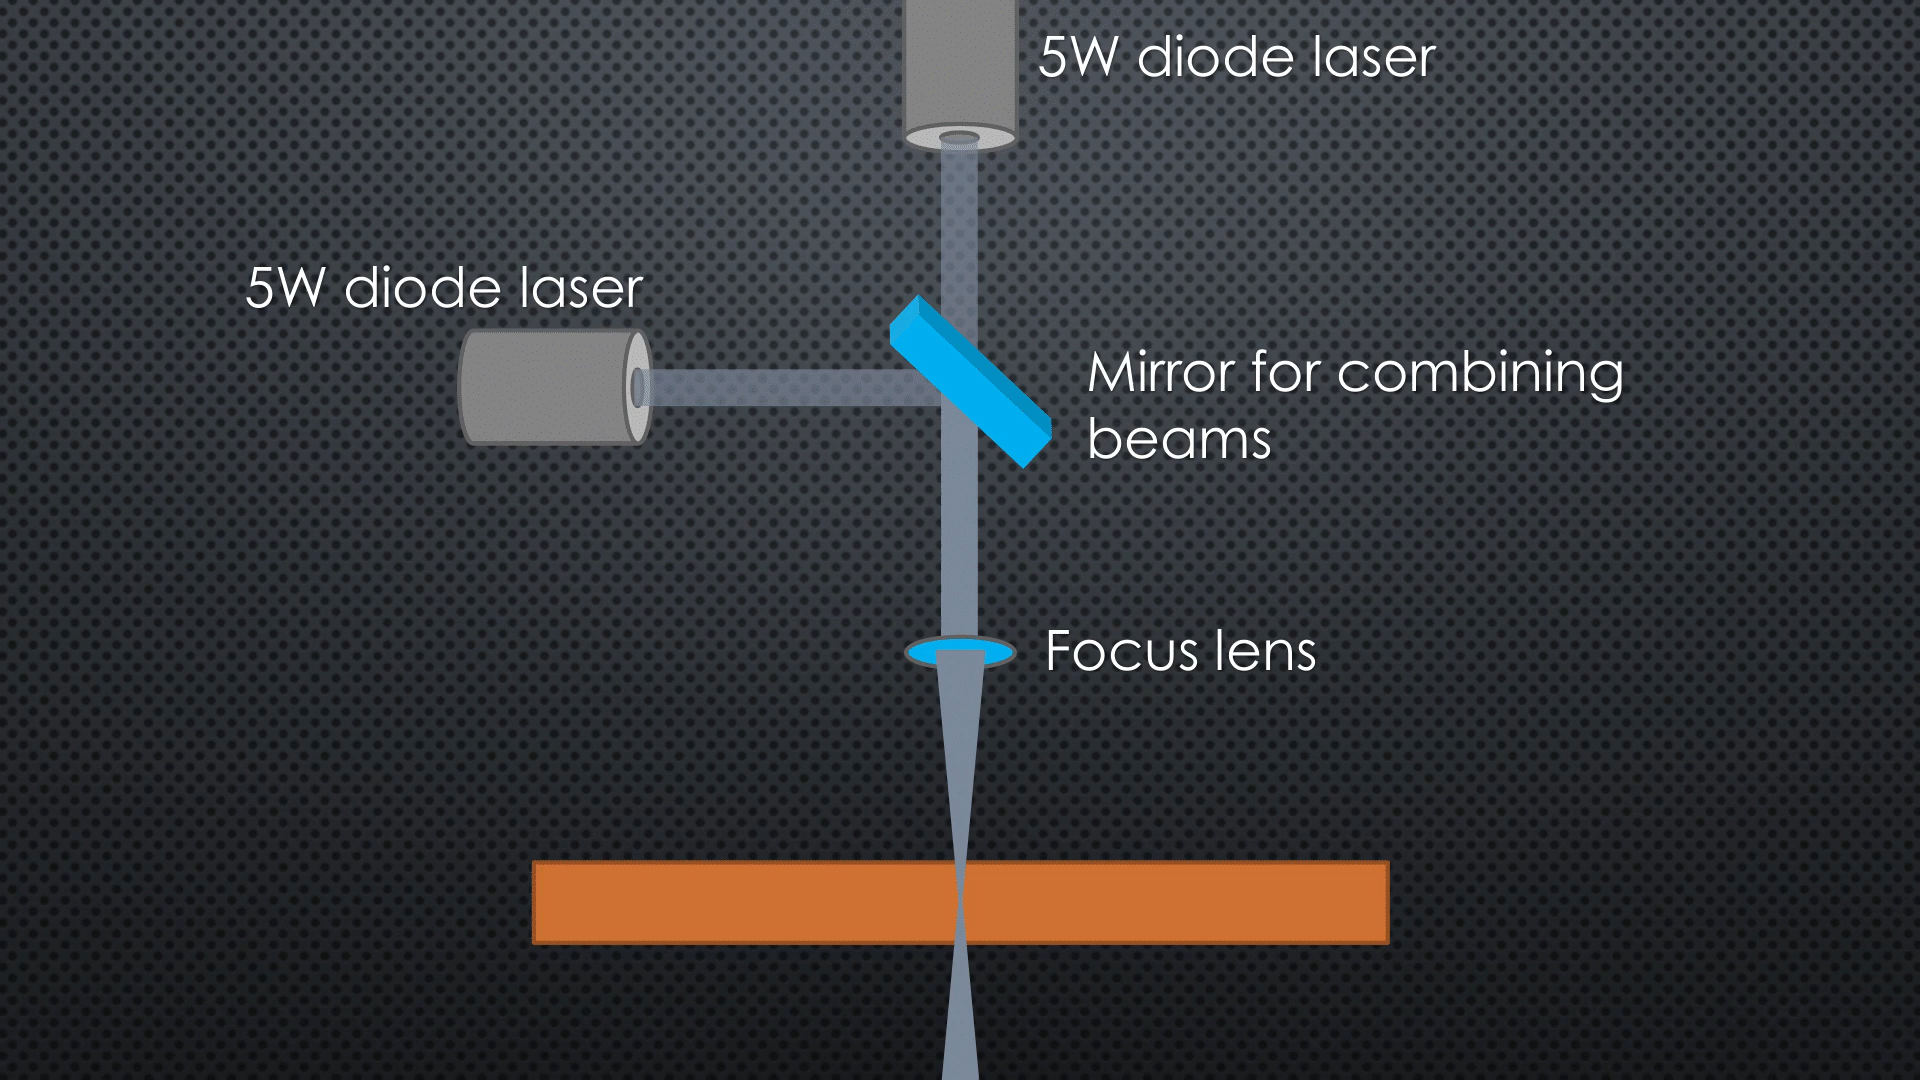 5W diode laser
5W diode laser
Mirror for combining
beams
Focus lens